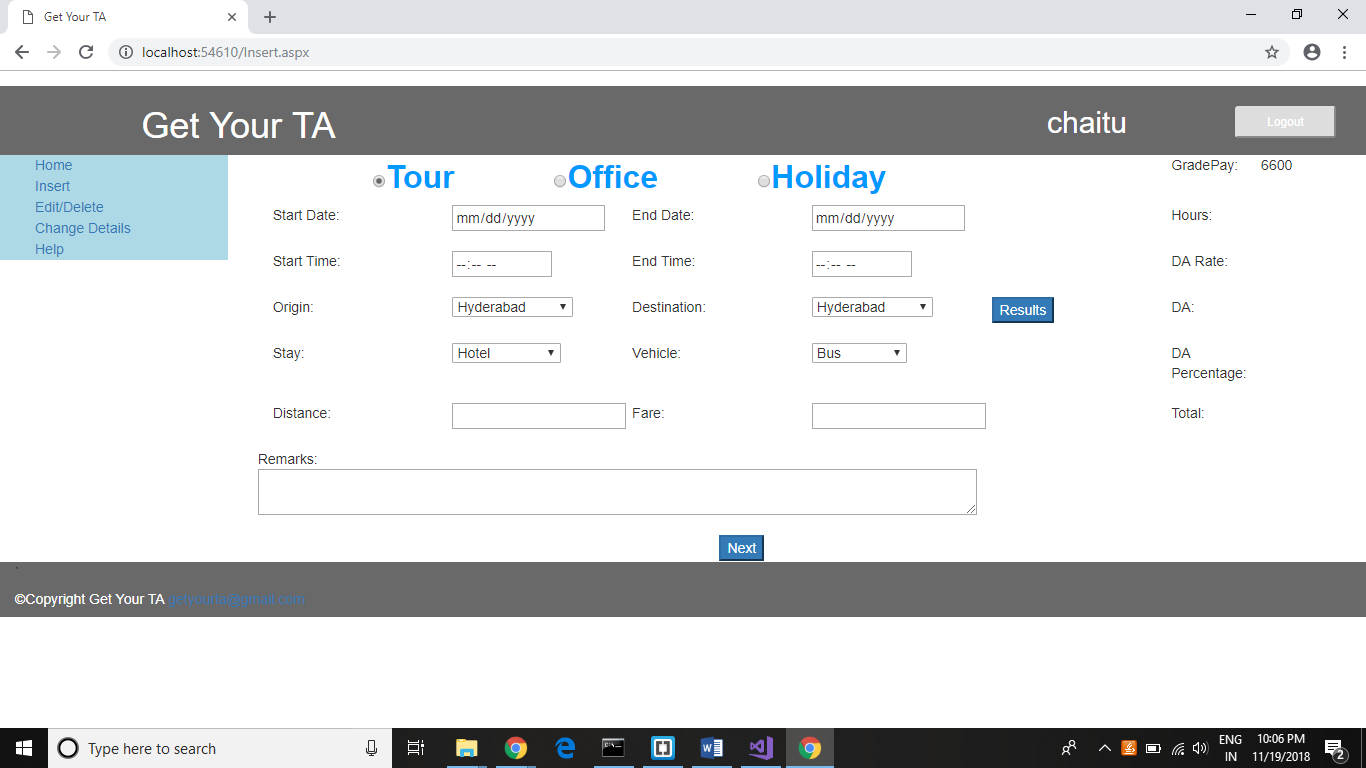 Get Your TA
localhost:54610/Insert.aspx
Get Your TA chaitu Logout
Home
Insert
Edit/Delete
Change Details
Help
Tour Office Holiday GradePay: 6600
Start Date: mm/dd/yyyy End Date: mm/dd/yyyy Hours:
Start Time: --:-- -- End Time: --:-- -- DA Rate:
Origin: Hyderabad Destination: Hyderabad Results DA:
Stay: Hotel Vehicle: Bus DA
Percentage:
Distance: Fare: Total:
Remarks:
Next
©Copyright Get Your TA getyourta@gmail.com
Type here to search
ENG 10:06 PM
IN 11/19/2018 2